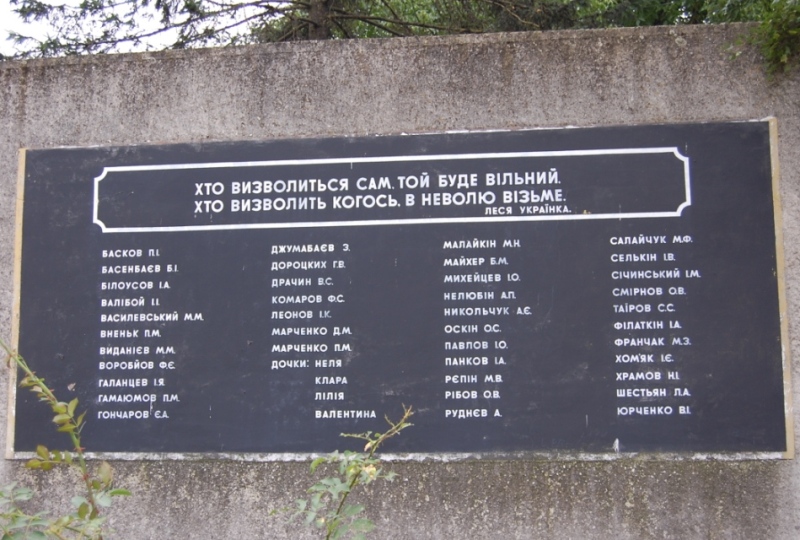 ХТО ВИЗВОЛИТЬСЯ САМ, ТОЙ БУДЕ ВІЛЬНИЙ.
ХТО ВИЗВОЛИТЬ КОГОСЬ, В НЕВОЛЮ ВІЗЬМЕ.
ЛЕСЯ УКРАЇНКА.
БАСКОВ П.І.
БАСЕНБАЄВ Б.І.
БІЛОУСОВ І.А.
ВАЛІБОЙ І.І.
ВАСИЛЕВСЬКИЙ М.М.
ВНЕНЬК П.М.
ВИДАНІЄВ М.М.
ВОРОБЙОВ Ф.Є.
ГАЛАНЦЕВ І.Я.
ГАМАЮМОВ П.М.
ГОНЧАРОВ Є.А.
ДЖУМАБАЄВ Э.
ДОРОЦКИХ Г.В.
ДРАЧИН В.С.
КОМАРОВ Ф.С.
ЛЕОНОВ І.К.
МАРЧЕНКО Д.М.
МАРЧЕНКО П.М.
ДОЧКИ: НЕЛЯ
КЛАРА
ЛІЛІЯ
ВАЛЕНТИНА
МАЛАЙКІН М.Н.
МАЙХЕР Б.М.
МИХЕЙЦЕВ І.О.
НЕЛЮБІН А.П.
НИКОЛЬЧУК А.Є.
ОСКІН О.С.
ПАВЛОВ І.О.
ПАНКОВ І.А.
РЄПІН М.В.
РІБОВ О.В.
РУДНЄВ А.
САЛАЙЧУК М.Ф.
СЕЛЬКІН І.В.
СІЧИНСЬКИЙ І.М.
СМІРНОВ О.В.
ТАЇРОВ С.С.
ФІЛАТКІН І.А.
ФРАНЧАК М.З.
ХОМ'ЯК І.Є.
ХРАМОВ Н.І.
ШЕСТЬЯН Л.А.
ЮРЧЕНКО В.І.